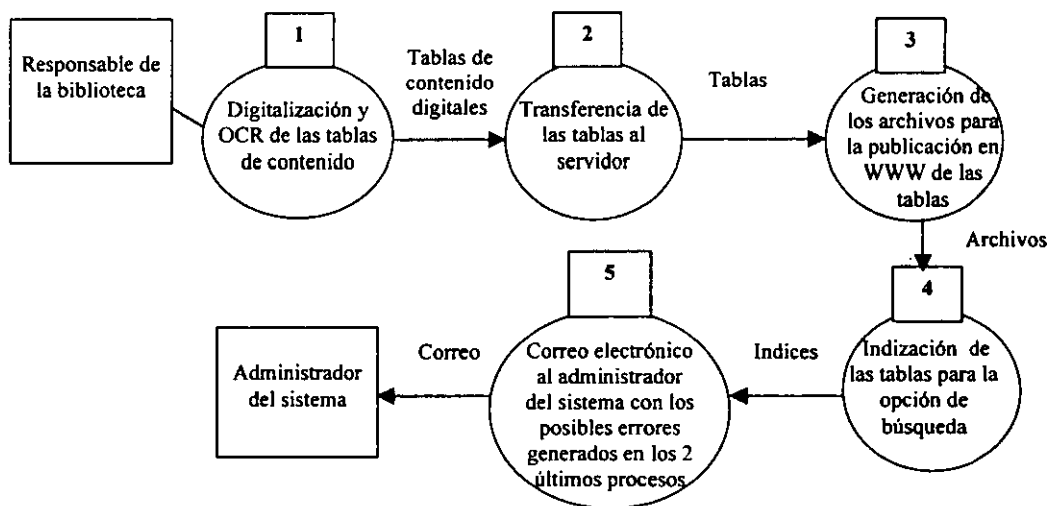 Responsable de
la biblioteca
1
Digitalización y
OCR de las tablas
de contenido
Tablas de
contenido
digitales
2
Transferencia de
las tablas al
servidor
Tablas
3
Generación de
los archivos para
la publicación en
WWW de las
tablas
Archivos
4
Indización de
las tablas para la
opción de
búsqueda
Indices
5
Correo electrónico
al administrador
del sistema con los
posibles errores
generados en los 2
últimos procesos
Correo
Administrador
del sistema